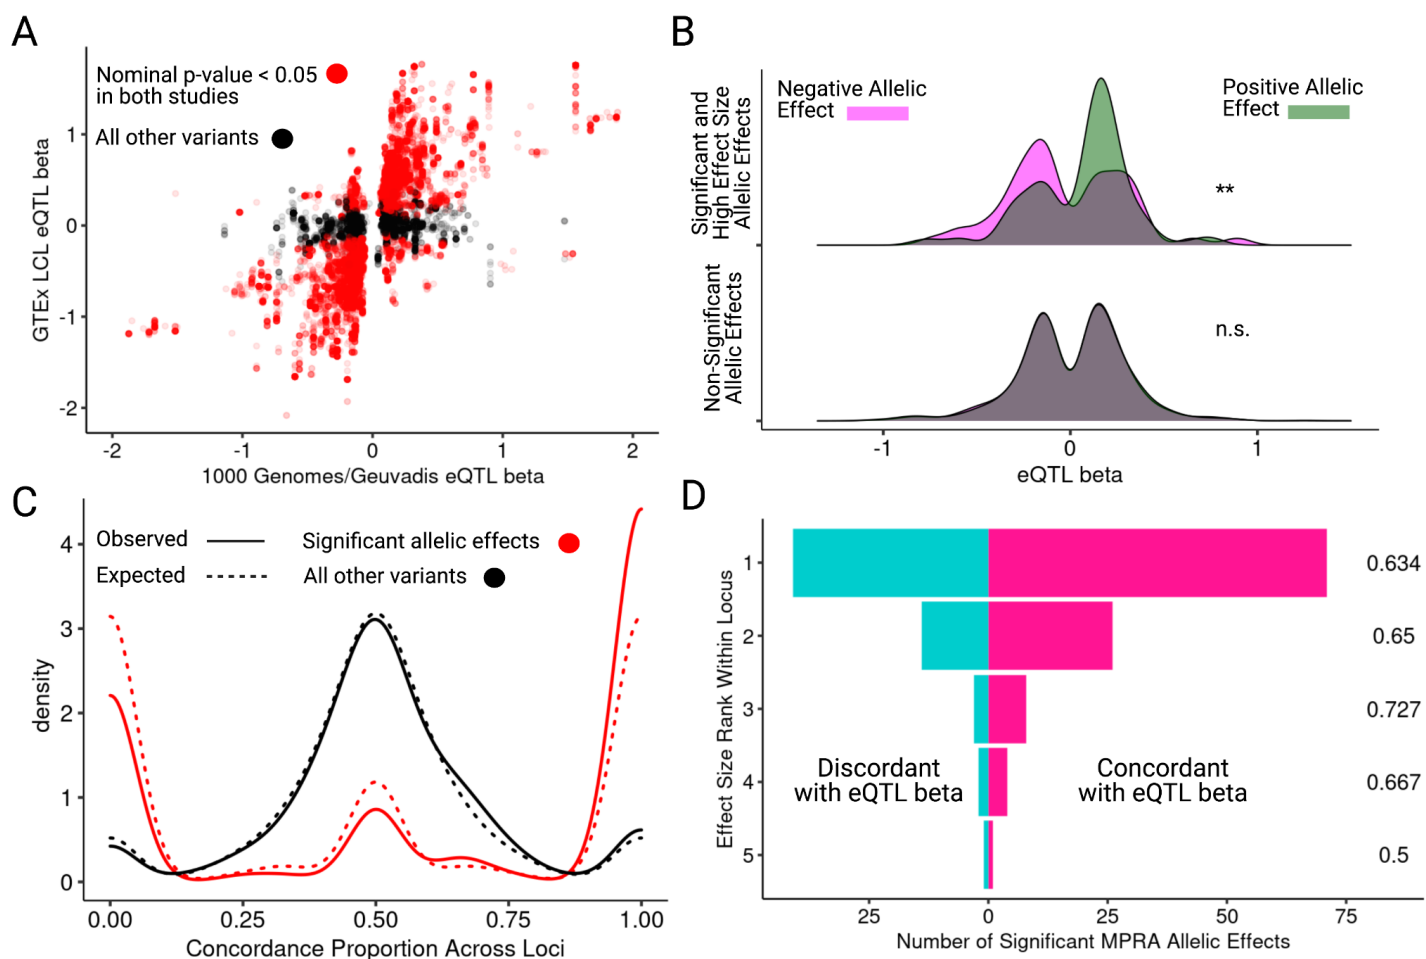 A
Nominal p-value < 0.05
in both studies
All other variants
GTEx LCL eQTL beta
1
0
-1
-2
-2
-1
0
1
2
1000 Genomes/Geuvadis eQTL beta
B
Negative Allelic
Effect
Positive Allelic
Effect
Significant and
High Effect Size
Allelic Effects
**
Non-Significant
Allelic Effects
n.s.
-1
0
1
eQTL beta
C
Observed
Significant allelic effects
Expected
All other variants
density
4
3
2
1
0
0.00
0.25
0.50
0.75
1.00
Concordance Proportion Across Loci
D
Effect Size Rank Within Locus
1
0.634
2
0.65
3
0.727
4
0.667
5
0.5
Discordant
with eQTL beta
Concordant
with eQTL beta
25
0
25
50
75
Number of Significant MPRA Allelic Effects